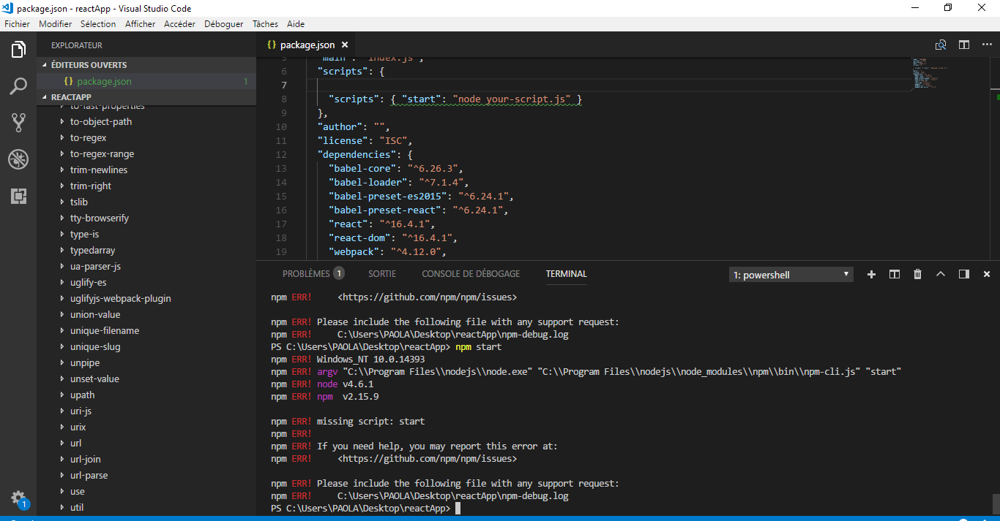 package.json - reactApp - Visual Studio Code
Fichier Modifier Sélection Afficher Accéder Déboguer Tâches Aide
EXPLORATEUR
ÉDITEURS OUVERTS
{} package.json 1
REACTAPP
to-fast-properties
to-object-path
to-regex
to-regex-range
trim-newlines
trim-right
tslib
tty-browserify
type-is
typedarray
ua-parser-js
uglify-es
uglifyjs-webpack-plugin
union-value
unique-filename
unique-slug
unpipe
unset-value
upath
uri-js
urix
url
url-join
url-parse
use
util
1
{} package.json
5 "main": "index.js",
6 "scripts": {
7
8 "scripts": { "start": "node your-script.js" }
9 },
10 "author": "",
11 "license": "ISC",
12 "dependencies": {
13 "babel-core": "^6.26.3",
14 "babel-loader": "^7.1.4",
15 "babel-preset-es2015": "^6.24.1",
16 "babel-preset-react": "^6.24.1",
17 "react": "^16.4.1",
18 "react-dom": "^16.4.1",
19 "webpack": "^4.12.0",
PROBLÈMES 1 SORTIE CONSOLE DE DÉBOGAGE TERMINAL 1: powershell
npm ERR! <https://github.com/npm/npm/issues>
npm ERR! Please include the following file with any support request:
npm ERR! C:\Users\PAOLA\Desktop\reactApp\npm-debug.log
PS C:\Users\PAOLA\Desktop\reactApp> npm start
npm ERR! Windows_NT 10.0.14393
npm ERR! argv "C:\\Program Files\\nodejs\\node.exe" "C:\\Program Files\\nodejs\\node_modules\\npm\\bin\\npm-cli.js" "start"
npm ERR! node v4.6.1
npm ERR! npm v2.15.9
npm ERR! missing script: start
npm ERR!
npm ERR! If you need help, you may report this error at:
npm ERR! <https://github.com/npm/npm/issues>
npm ERR! Please include the following file with any support request:
npm ERR! C:\Users\PAOLA\Desktop\reactApp\npm-debug.log
PS C:\Users\PAOLA\Desktop\reactApp>